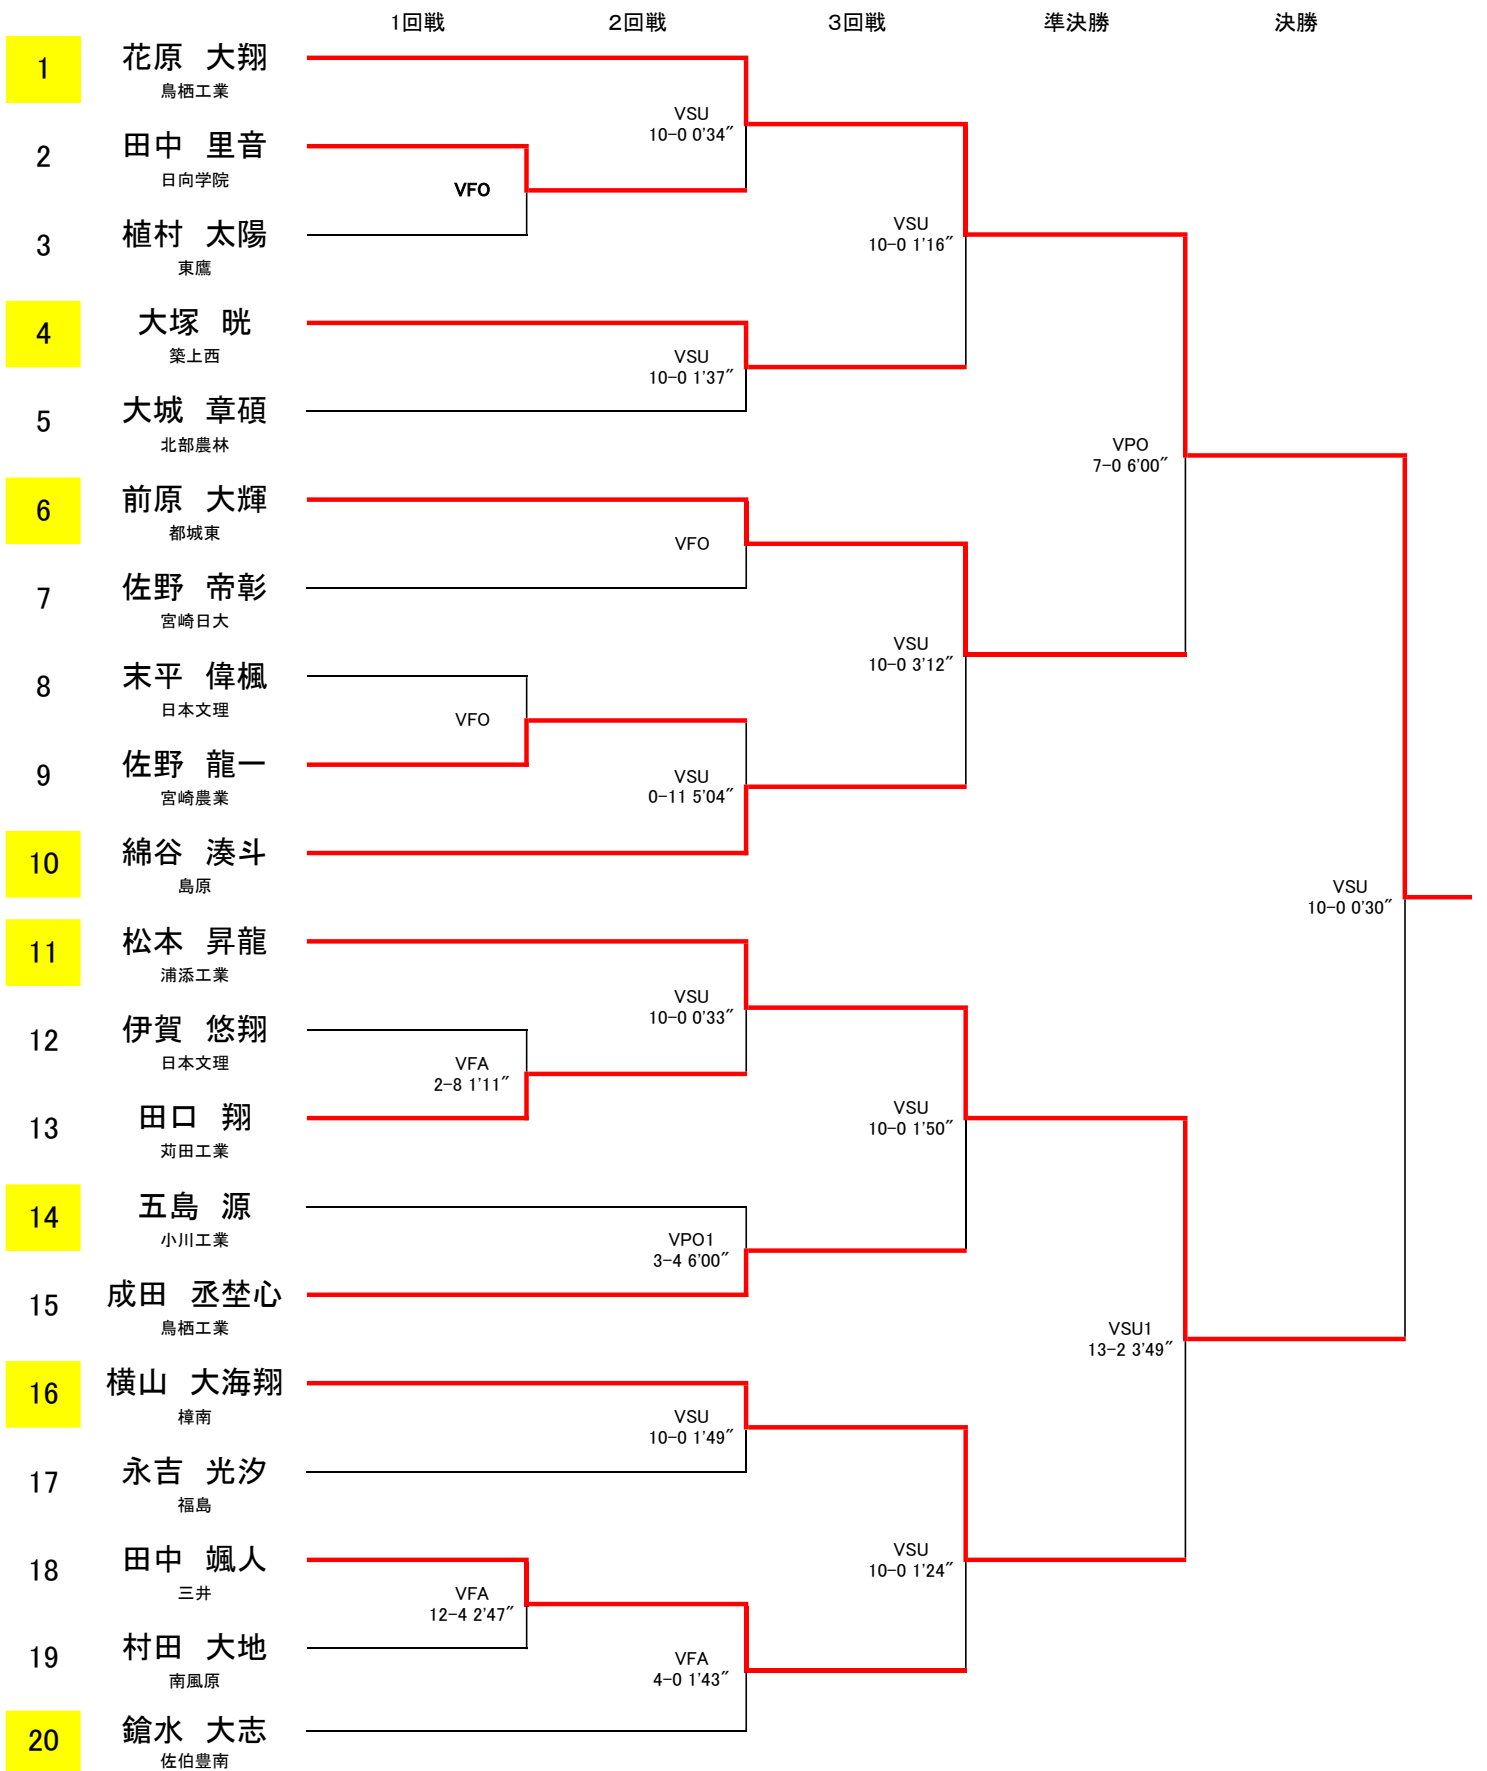 1回戦 2回戦 3回戦 準決勝 決勝
1 花原 大翔
鳥栖工業
VSU
10-0 0'34"
2 田中 里音
日向学院
VFO
3 植村 太陽
東鷹
VSU
10-0 1'16"
4 大塚 晄
築上西
VSU
10-0 1'37"
5 大城 章碩
北部農林
VPO
7-0 6'00"
6 前原 大輝
都城東
VFO
7 佐野 帝彰
宮崎日大
VSU
10-0 3'12"
8 末平 偉楓
日本文理
VFO
9 佐野 龍一
宮崎農業
VSU
0-11 5'04"
10 綿谷 湊斗
島原
VSU
10-0 0'30"
11 松本 昇龍
浦添工業
VSU
10-0 0'33"
12 伊賀 悠翔
日本文理
VFA
2-8 1'11"
13 田口 翔
苅田工業
VSU
10-0 1'50"
14 五島 源
小川工業
VPO1
3-4 6'00"
15 成田 丞埜心
鳥栖工業
VSU1
13-2 3'49"
16 横山 大海翔
樟南
VSU
10-0 1'49"
17 永吉 光汐
福島
18 田中 颯人
三井
VSU
10-0 1'24"
VFA
12-4 2'47"
19 村田 大地
南風原
VFA
4-0 1'43"
20 鎗水 大志
佐伯豊南